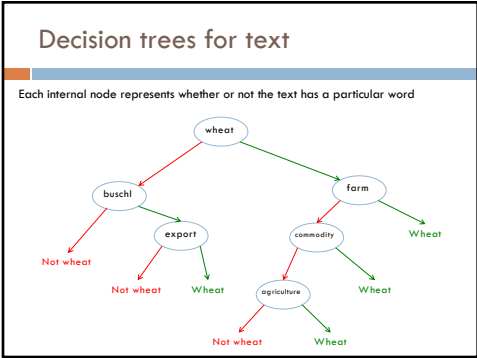 Decision trees for text
Each internal node represents whether or not the text has a particular word
wheat
buschl
farm
export
commodity
Wheat
Not wheat
Not wheat
Wheat
agriculture
Wheat
Not wheat
Wheat